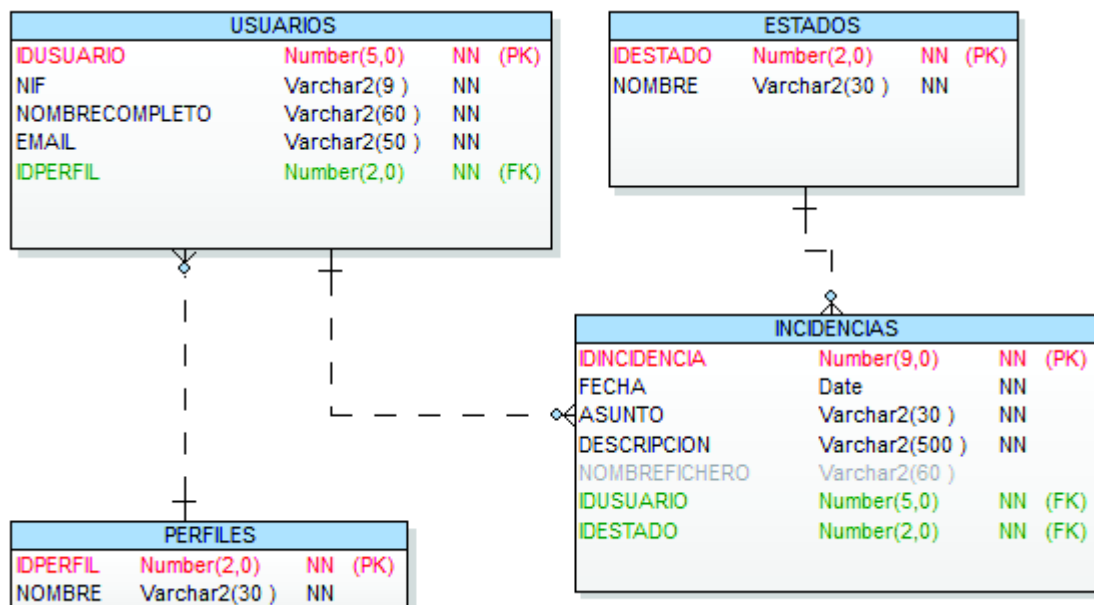 USUARIOS
IDUSUARIO Number(5,0) NN (PK)
NIF Varchar2(9 ) NN
NOMBRECOMPLETO Varchar2(60 ) NN
EMAIL Varchar2(50 ) NN
IDPERFIL Number(2,0) NN (FK)
ESTADOS
IDESTADO Number(2,0) NN (PK)
NOMBRE Varchar2(30 ) NN
INCIDENCIAS
IDINCIDENCIA Number(9,0) NN (PK)
FECHA Date NN
ASUNTO Varchar2(30 ) NN
DESCRIPCION Varchar2(500 ) NN
NOMBREFICHERO Varchar2(60 )
IDUSUARIO Number(5,0) NN (FK)
IDESTADO Number(2,0) NN (FK)
PERFILES
IDPERFIL Number(2,0) NN (PK)
NOMBRE Varchar2(30 ) NN